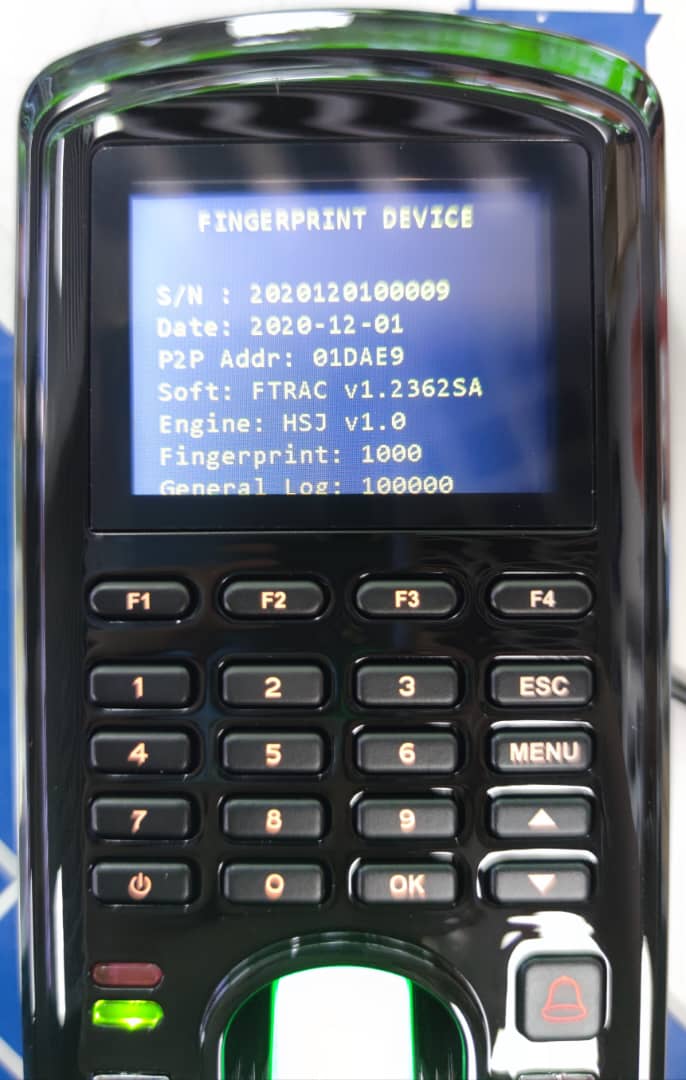 FINGERPRINT DEVICE
S/N : 2020120100009
Date: 2020-12-01
P2P Addr: 01DAE9
Soft: FTRAC v1.2362SA
Engine: HSJ v1.0
Fingerprint: 1000
General Log: 100000
F1 F2 F3 F4
1 2 3 ESC
4 5 6 MENU
7 8 9
0 OK